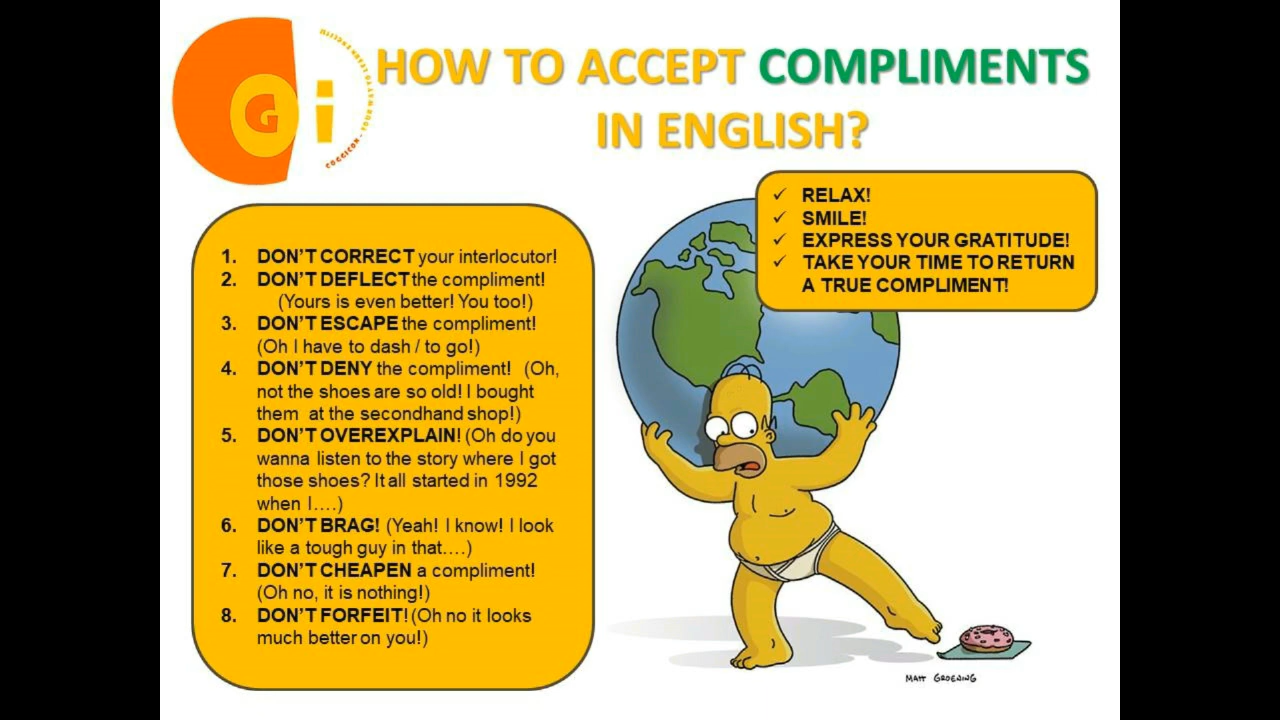 G i
COGGICON - YOUR WAY TO LEARN ENGLISH
HOW TO ACCEPT COMPLIMENTS
IN ENGLISH?
✓ RELAX!
✓ SMILE!
✓ EXPRESS YOUR GRATITUDE!
✓ TAKE YOUR TIME TO RETURN
A TRUE COMPLIMENT!
1. DON'T CORRECT your interlocutor!
2. DON'T DEFLECT the compliment!
(Yours is even better! You too!)
3. DON'T ESCAPE the compliment!
(Oh I have to dash / to go!)
4. DON'T DENY the compliment! (Oh,
not the shoes are so old! I bought
them at the secondhand shop!)
5. DON'T OVEREXPLAIN! (Oh do you
wanna listen to the story where I got
those shoes? It all started in 1992
when I….)
6. DON'T BRAG! (Yeah! I know! I look
like a tough guy in that….)
7. DON'T CHEAPEN a compliment!
(Oh no, it is nothing!)
8. DON'T FORFEIT! (Oh no it looks
much better on you!)
MATT GROENING